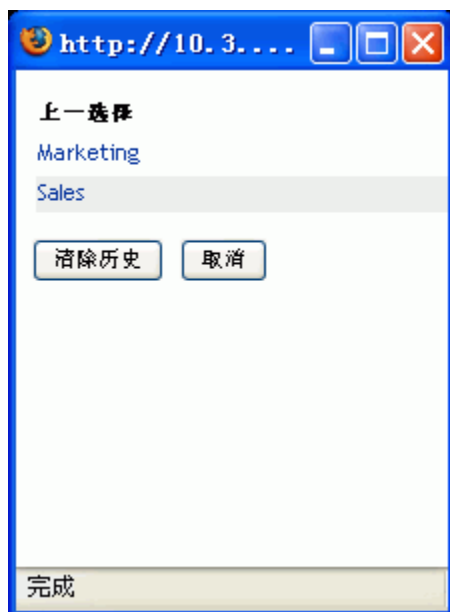 http://10.3....
上一选择
Marketing
Sales
清除历史
取消
完成